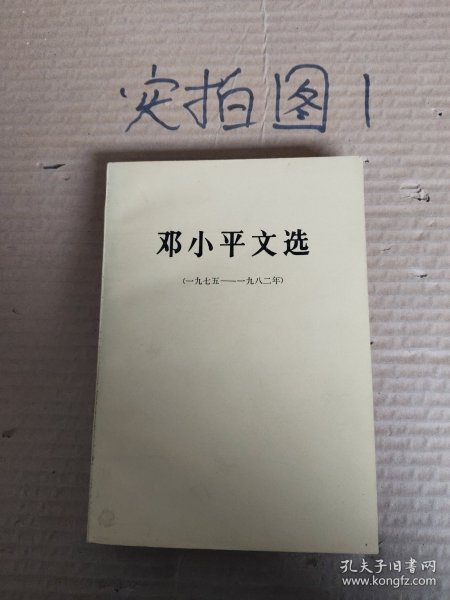 实拍图1
邓小平文选
(一九七五——一九八二年)
孔夫子旧书网
www.kongfz.com